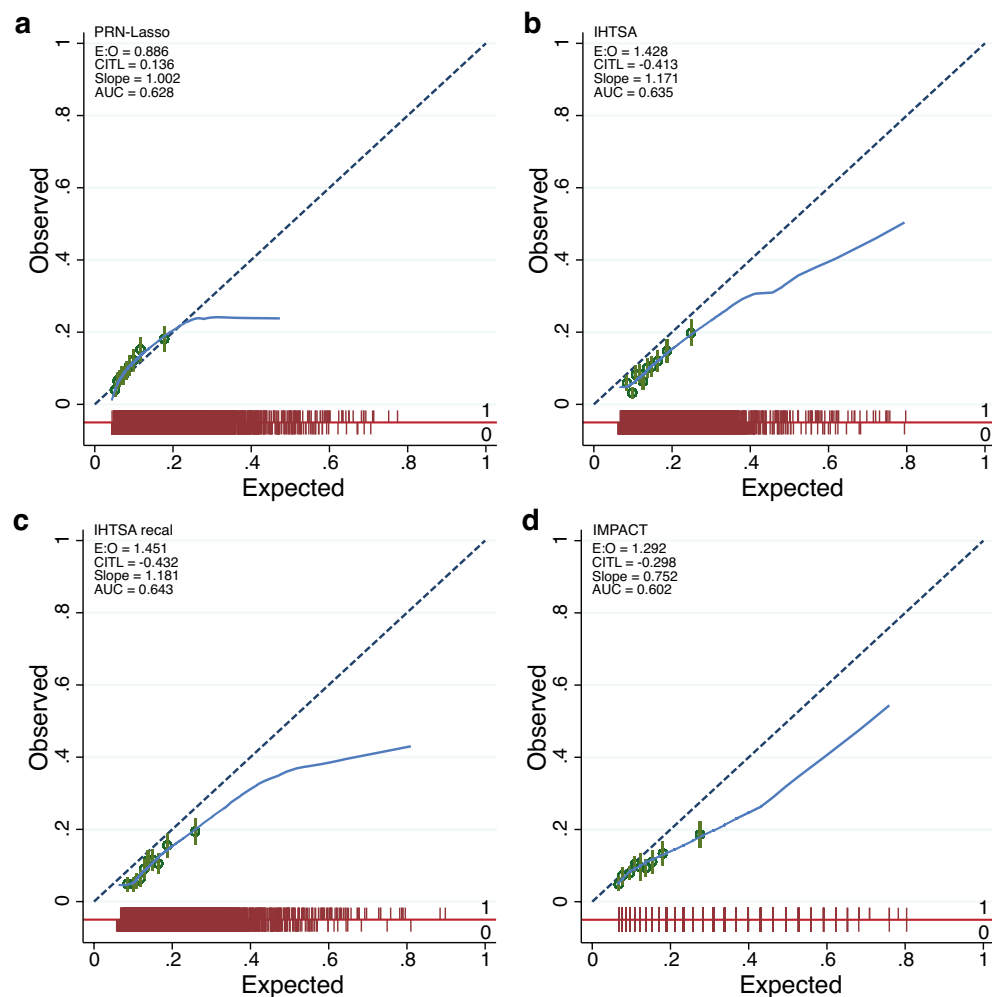 a
PRN-Lasso
E:O = 0.886
CITL = 0.136
Slope = 1.002
AUC = 0.628
Observed
1
.8
.6
.4
.2
0
1
0
0 .2 .4 .6 .8 1
Expected
b
IHTSA
E:O = 1.428
CITL = -0.413
Slope = 1.171
AUC = 0.635
Observed
1
.8
.6
.4
.2
0
1
0
0 .2 .4 .6 .8 1
Expected
c
IHTSA recal
E:O = 1.451
CITL = -0.432
Slope = 1.181
AUC = 0.643
Observed
1
.8
.6
.4
.2
0
1
0
0 .2 .4 .6 .8 1
Expected
d
IMPACT
E:O = 1.292
CITL = -0.298
Slope = 0.752
AUC = 0.602
Observed
1
.8
.6
.4
.2
0
1
0
0 .2 .4 .6 .8 1
Expected